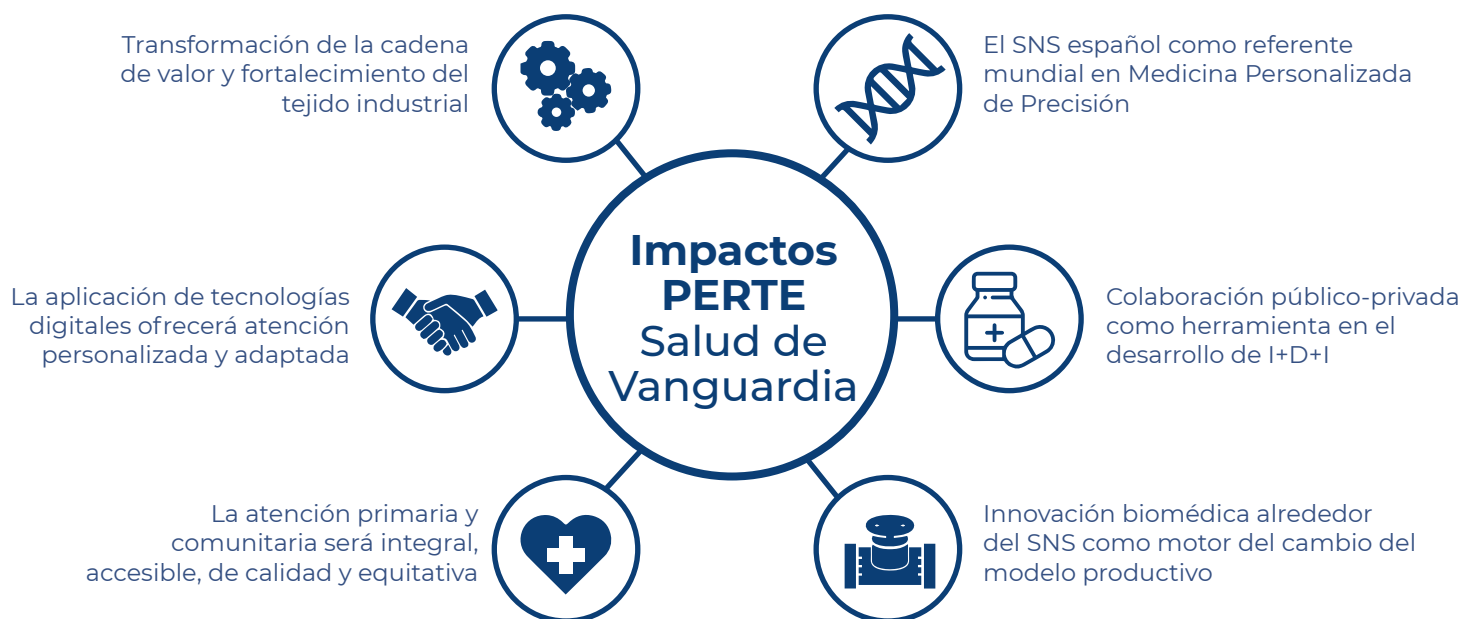 Transformación de la cadena
de valor y fortalecimiento del
tejido industrial
El SNS español como referente
mundial en Medicina Personalizada
de Precisión
Impactos
PERTE
Salud de
Vanguardia
La aplicación de tecnologías
digitales ofrecerá atención
personalizada y adaptada
Colaboración público-privada
como herramienta en el
desarrollo de I+D+I
La atención primaria y
comunitaria será integral,
accesible, de calidad y equitativa
Innovación biomédica alrededor
del SNS como motor del cambio del
modelo productivo